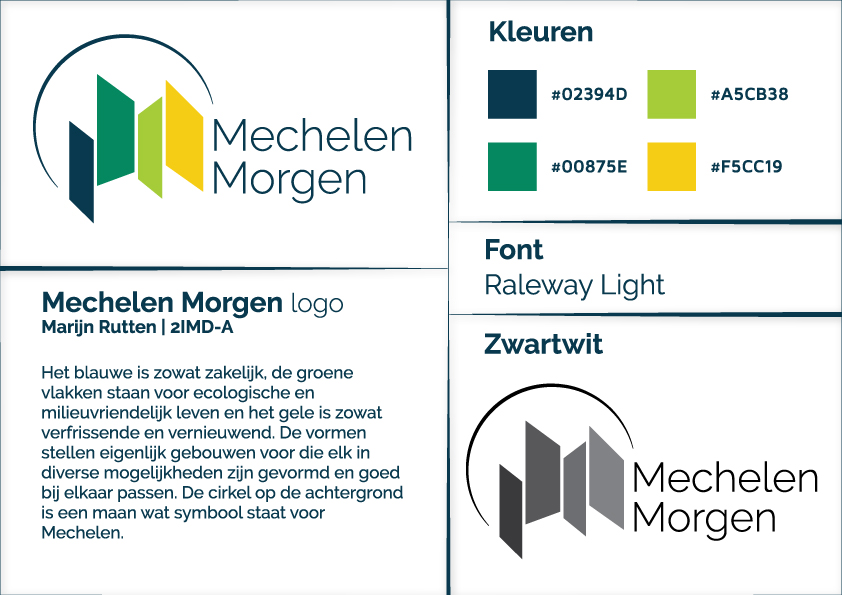 Mechelen
Morgen
Mechelen Morgen logo
Marijn Rutten | 2IMD-A
Het blauwe is zowat zakelijk, de groene
vlakken staan voor ecologische en
milieuvriendelijk leven en het gele is zowat
verfrissende en vernieuwend. De vormen
stellen eigenlijk gebouwen voor die elk in
diverse mogelijkheden zijn gevormd en goed
bij elkaar passen. De cirkel op de achtergrond
is een maan wat symbool staat voor
Mechelen.
Kleuren
#02394D
#A5CB38
#00875E
#F5CC19
Font
Raleway Light
Zwartwit
Mechelen
Morgen